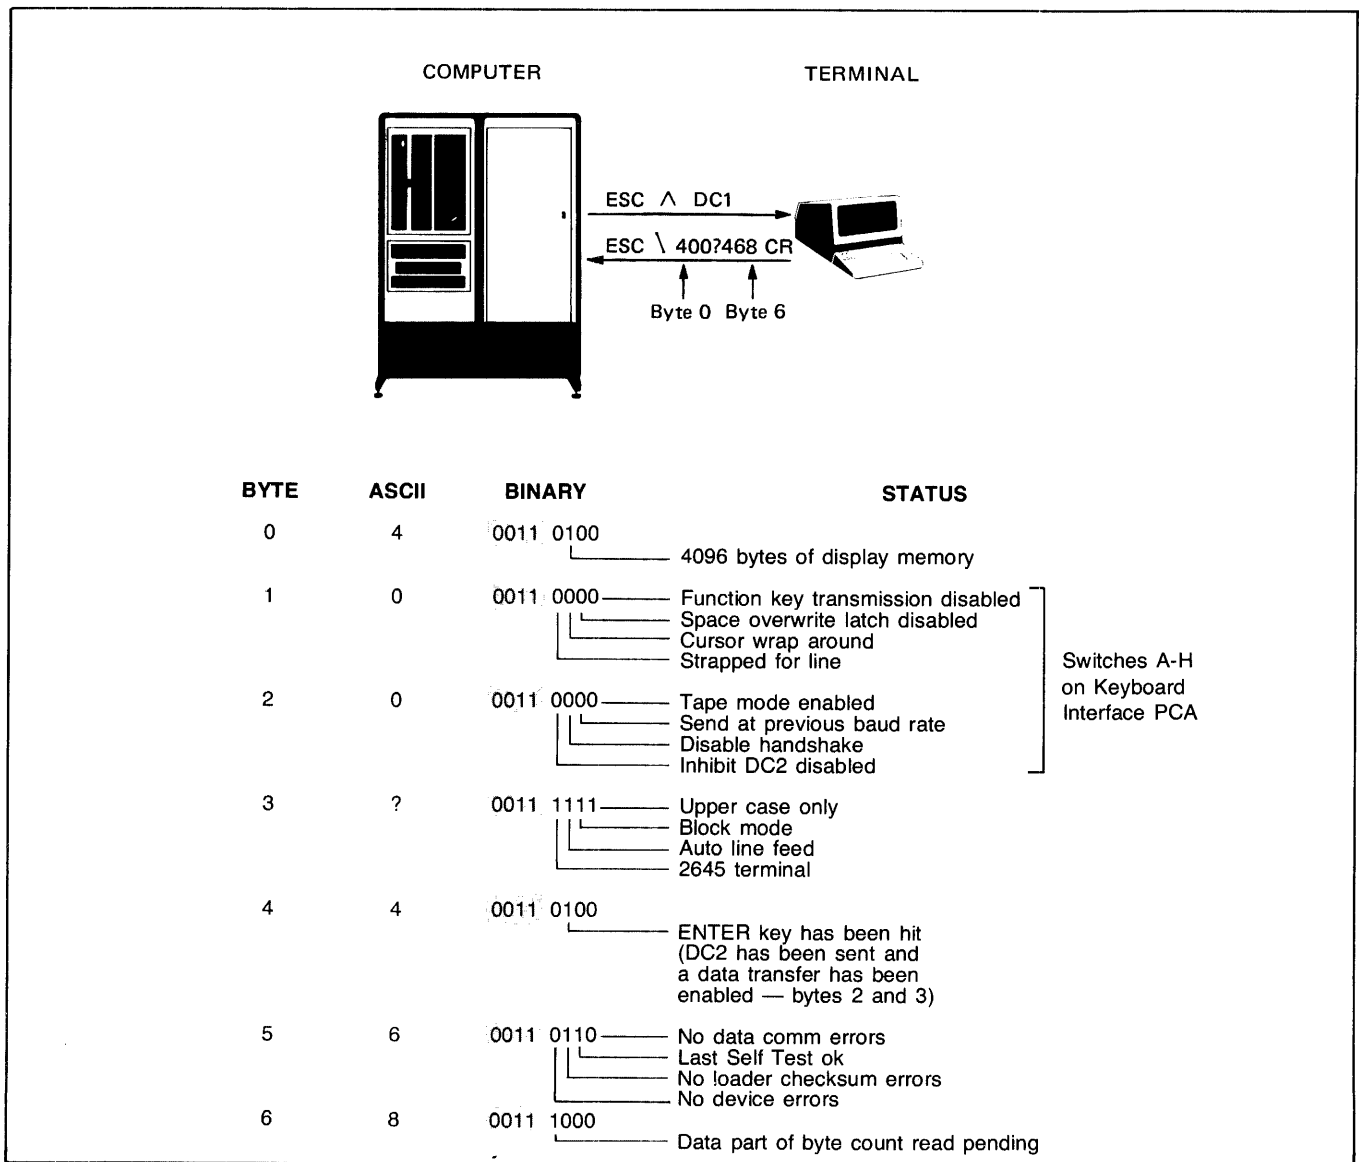 COMPUTER TERMINAL
ESC ∧ DC1
ESC \ 400?468 CR
Byte 0 Byte 6
BYTE ASCII BINARY STATUS
0 4 0011 0100
4096 bytes of display memory
1 0 0011 0000 Function key transmission disabled
Space overwrite latch disabled
Cursor wrap around
Strapped for line
Switches A-H
on Keyboard
Interface PCA
2 0 0011 0000 Tape mode enabled
Send at previous baud rate
Disable handshake
Inhibit DC2 disabled
3 ? 0011 1111 Upper case only
Block mode
Auto line feed
2645 terminal
4 4 0011 0100
ENTER key has been hit
(DC2 has been sent and
a data transfer has been
enabled — bytes 2 and 3)
5 6 0011 0110 No data comm errors
Last Self Test ok
No loader checksum errors
No device errors
6 8 0011 1000
Data part of byte count read pending